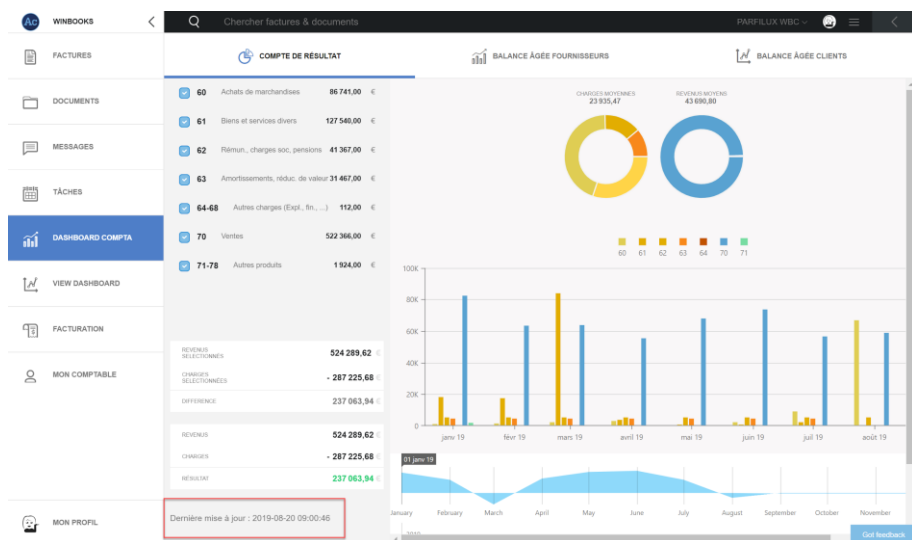 Ac WINBOOKS
Chercher factures & documents
PARFILUX WBC
FACTURES
DOCUMENTS
MESSAGES
TÂCHES
DASHBOARD COMPTA
VIEW DASHBOARD
FACTURATION
MON COMPTABLE
MON PROFIL
COMPTE DE RÉSULTAT
BALANCE ÂGÉE FOURNISSEURS
BALANCE ÂGÉE CLIENTS
60 Achats de marchandises 86 741,00 €
61 Biens et services divers 127 540,00 €
62 Rémun., charges soc, pensions 41 367,00 €
63 Amortissements, réduc. de valeur 31 467,00 €
64-68 Autres charges (Expl., fin., ...) 112,00 €
70 Ventes 522 366,00 €
71-78 Autres produits 1 924,00 €
REVENUS
SELECTIONNÉS 524 289,62 €
CHARGES
SELECTIONNÉES - 287 225,68 €
DIFFERENCE 237 063,94 €
REVENUS 524 289,62 €
CHARGES - 287 225,68 €
RÉSULTAT 237 063,94 €
Dernière mise à jour : 2019-08-20 09:00:46
CHARGES MOYENNES
23 935,47
REVENUS MOYENS
43 690,80
60 61 62 63 64 70 71
100K
80K
60K
40K
20K
0
janv 19 févr 19 mars 19 avril 19 mai 19 juin 19 juil 19 août 19
01 janv 19
January February March April May June July August September October November
2019
Got feedback